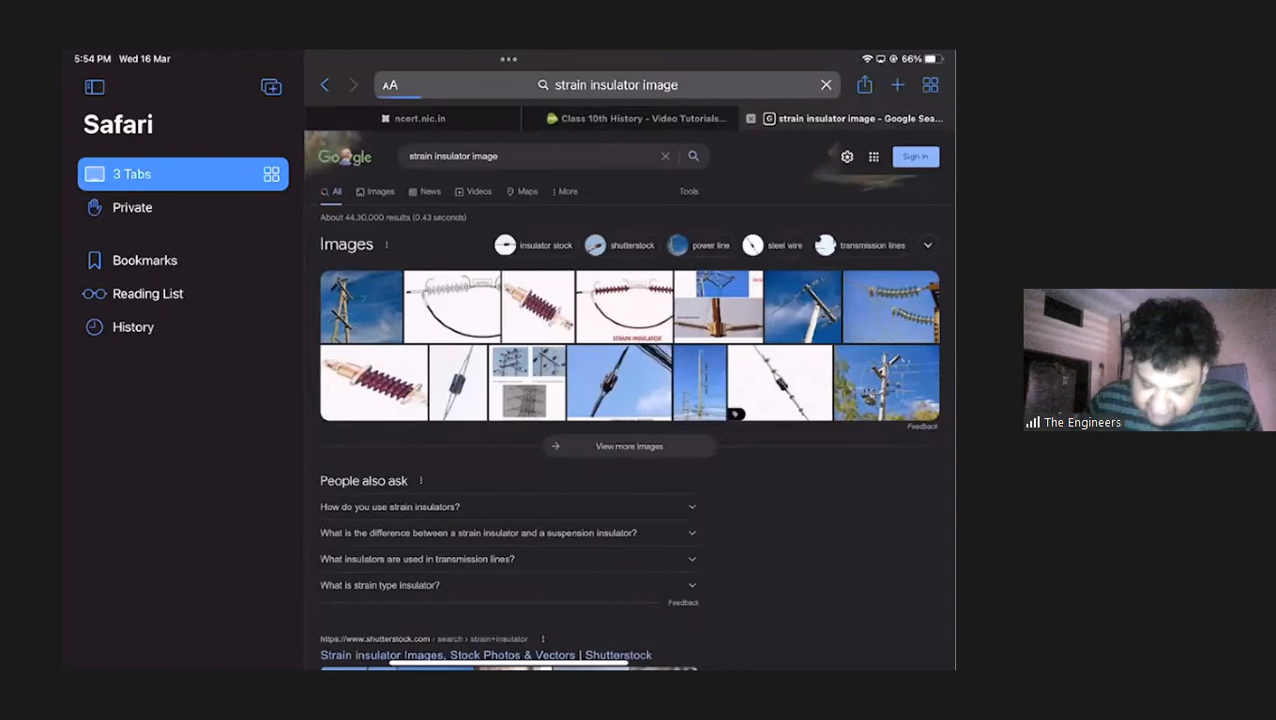 5:54 PM Wed 16 Mar
66%
Safari
3 Tabs
Private
Bookmarks
Reading List
History
AA
strain insulator image
ncert.nic.in
Class 10th History - Video Tutorials...
G strain insulator image - Google Sea...
Google
strain insulator image
Sign in
All Images News Videos Maps More Tools
About 44,30,000 results (0.43 seconds)
Images
insulator stock shutterstock power line steel wire transmission lines
STRAIN INSULATOR
Feedback
View more images
People also ask
How do you use strain insulators?
What is the difference between a strain insulator and a suspension insulator?
What insulators are used in transmission lines?
What is strain type insulator?
Feedback
https://www.shutterstock.com › search › strain+insulator
Strain insulator Images, Stock Photos & Vectors | Shutterstock
The Engineers